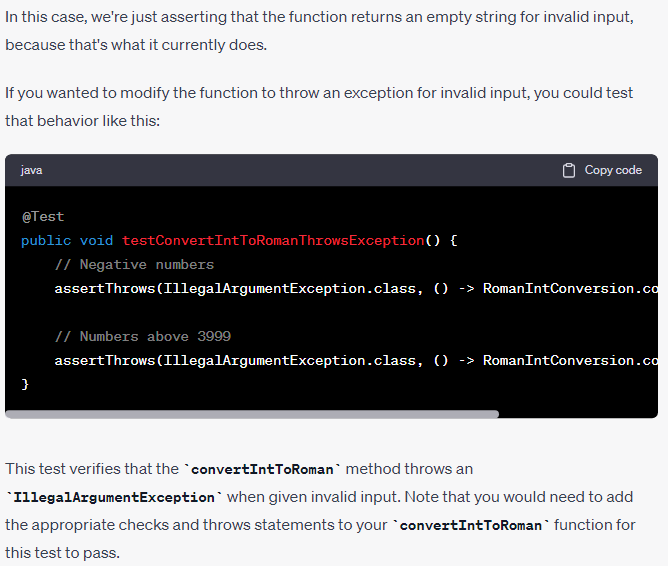 In this case, we're just asserting that the function returns an empty string for invalid input,
because that's what it currently does.
If you wanted to modify the function to throw an exception for invalid input, you could test
that behavior like this:
java
Copy code
@Test
public void testConvertIntToRomanThrowsException() {
// Negative numbers
assertThrows(IllegalArgumentException.class, () -> RomanIntConversion.co
// Numbers above 3999
assertThrows(IllegalArgumentException.class, () -> RomanIntConversion.co
}
This test verifies that the `convertIntToRoman` method throws an
`IllegalArgumentException` when given invalid input. Note that you would need to add
the appropriate checks and throws statements to your `convertIntToRoman` function for
this test to pass.